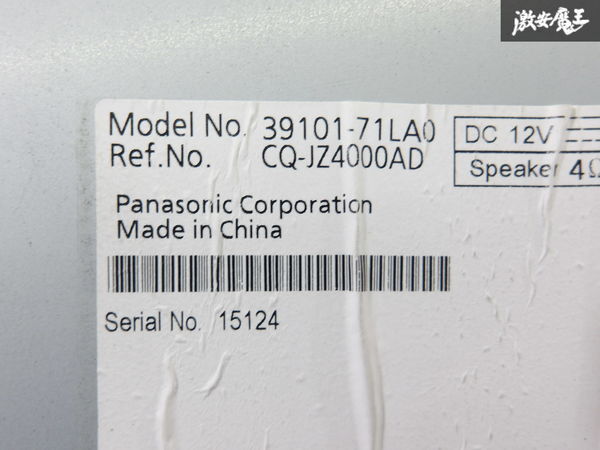 激安魔王
Model No. 39101-71LA0
Ref.No. CQ-JZ4000AD
DC 12V
Speaker 4Ω
Panasonic Corporation
Made in China
Serial No. 15124